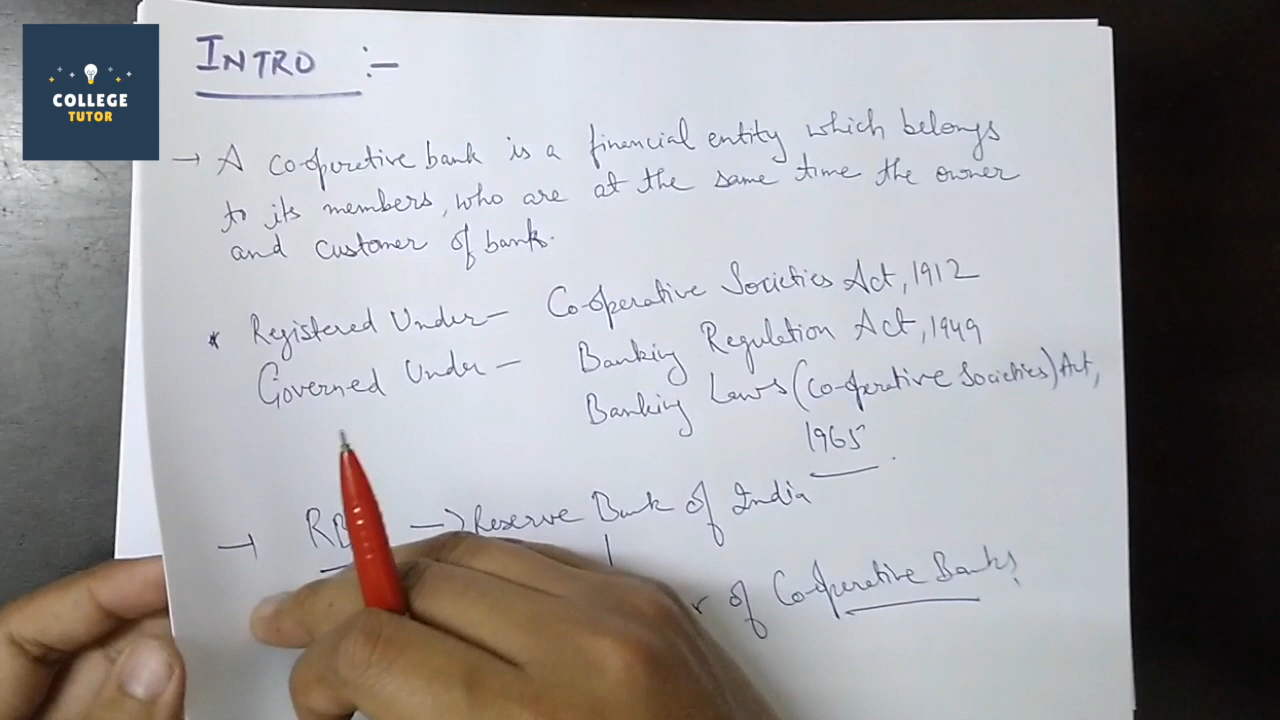 COLLEGE
TUTOR
INTRO :-
→ A co-operative bank is a financial entity which belongs
to its members, who are at the same time the owner
and customer of bank.
* Registered Under - Co-operative Societies Act, 1912
Governed Under - Banking Regulation Act, 1949
Banking Laws (Co-operative Societies) Act,
1965
→ RB → Reserve Bank of India
of Co-operative Banks